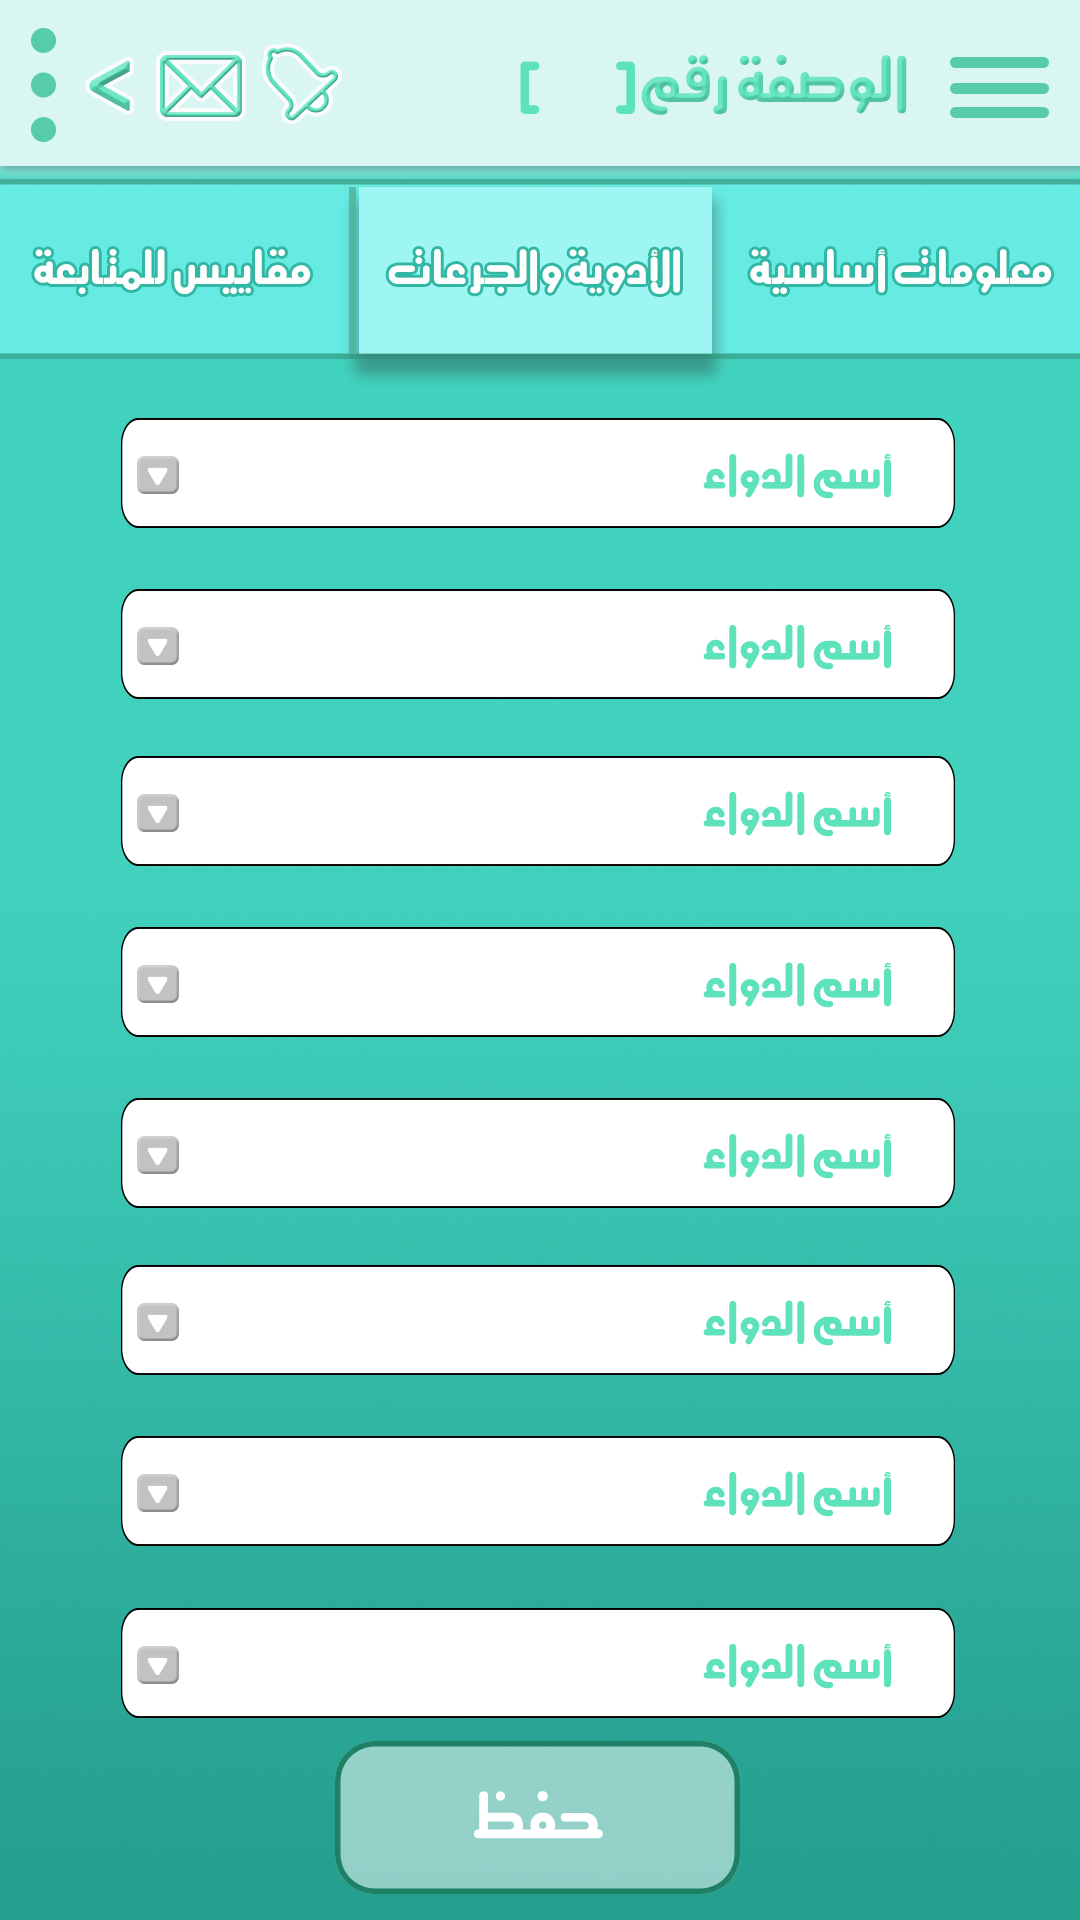 الوصفة رقم[ ]
معلومات أساسية
الأدوية والجرعات
مقاييس للمتابعة
أسم الدواء
أسم الدواء
أسم الدواء
أسم الدواء
أسم الدواء
أسم الدواء
أسم الدواء
أسم الدواء
حفظ